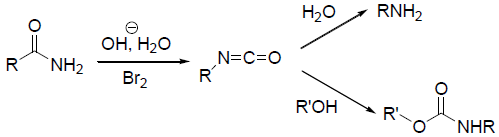 O
R
NH2
⊖
OH, H2O
Br2
R
N=C=O
H2O
RNH2
R'OH
R'
O
O
NHR